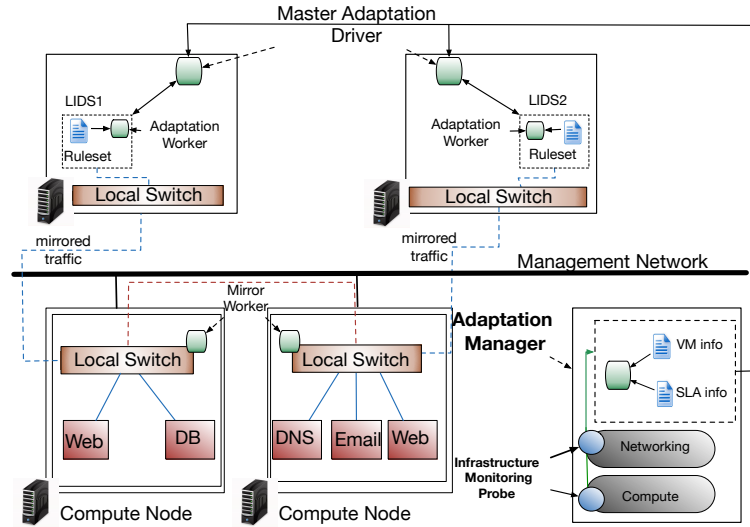 Master Adaptation
Driver
LIDS1
Ruleset
Adaptation
Worker
Local Switch
LIDS2
Adaptation
Worker
Ruleset
Local Switch
mirrored
traffic
mirrored
traffic
Management Network
Mirror
Worker
Local Switch
Web
DB
Compute Node
Local Switch
DNS
Email
Web
Compute Node
Adaptation
Manager
VM info
SLA info
Infrastructure
Monitoring
Probe
Networking
Compute